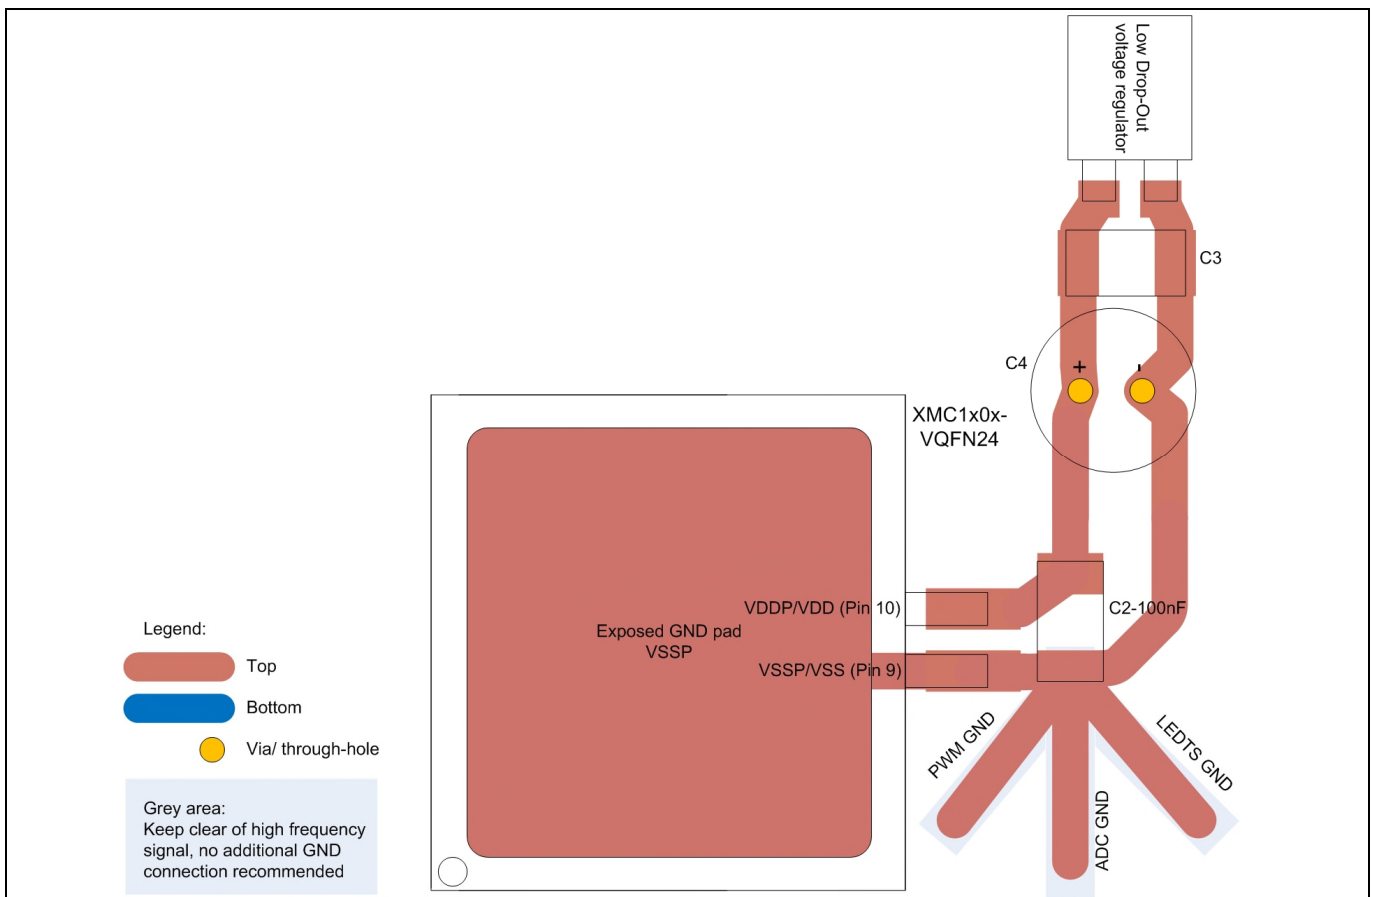 Low Drop-Out
voltage regulator
C3
C4
+
-
XMC1x0x-
VQFN24
VDDP/VDD (Pin 10)
C2-100nF
Exposed GND pad
VSSP
VSSP/VSS (Pin 9)
PWM GND
ADC GND
LEDTS GND
Legend:
Top
Bottom
Via/ through-hole
Grey area:
Keep clear of high frequency
signal, no additional GND
connection recommended